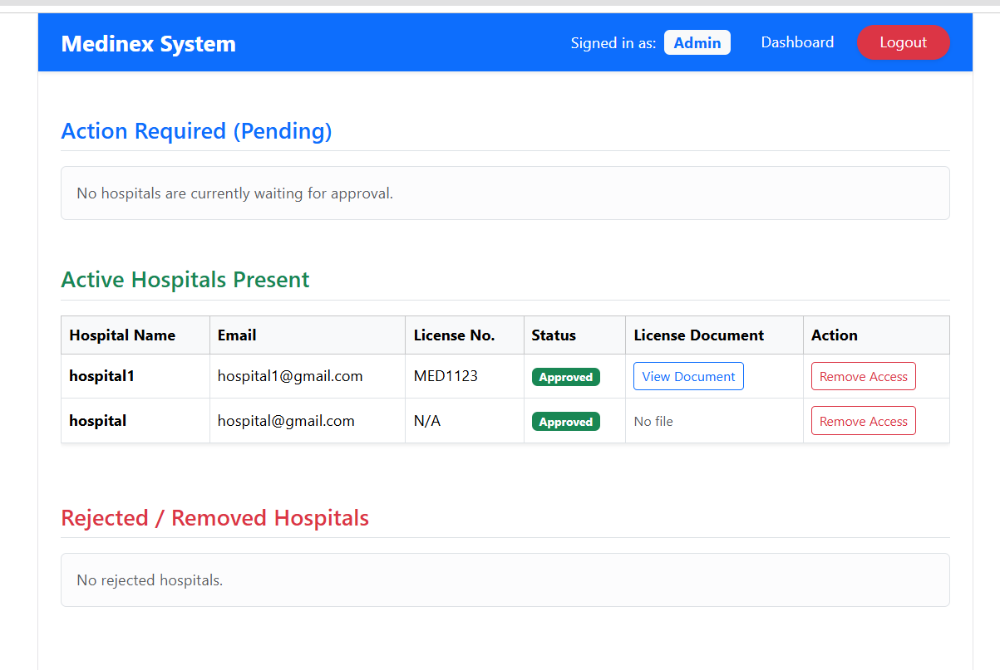 Medinex System Signed in as: Admin Dashboard Logout
Action Required (Pending)
No hospitals are currently waiting for approval.
Active Hospitals Present
Hospital Name Email License No. Status License Document Action
hospital1 hospital1@gmail.com MED1123 Approved View Document Remove Access
hospital hospital@gmail.com N/A Approved No file Remove Access
Rejected / Removed Hospitals
No rejected hospitals.